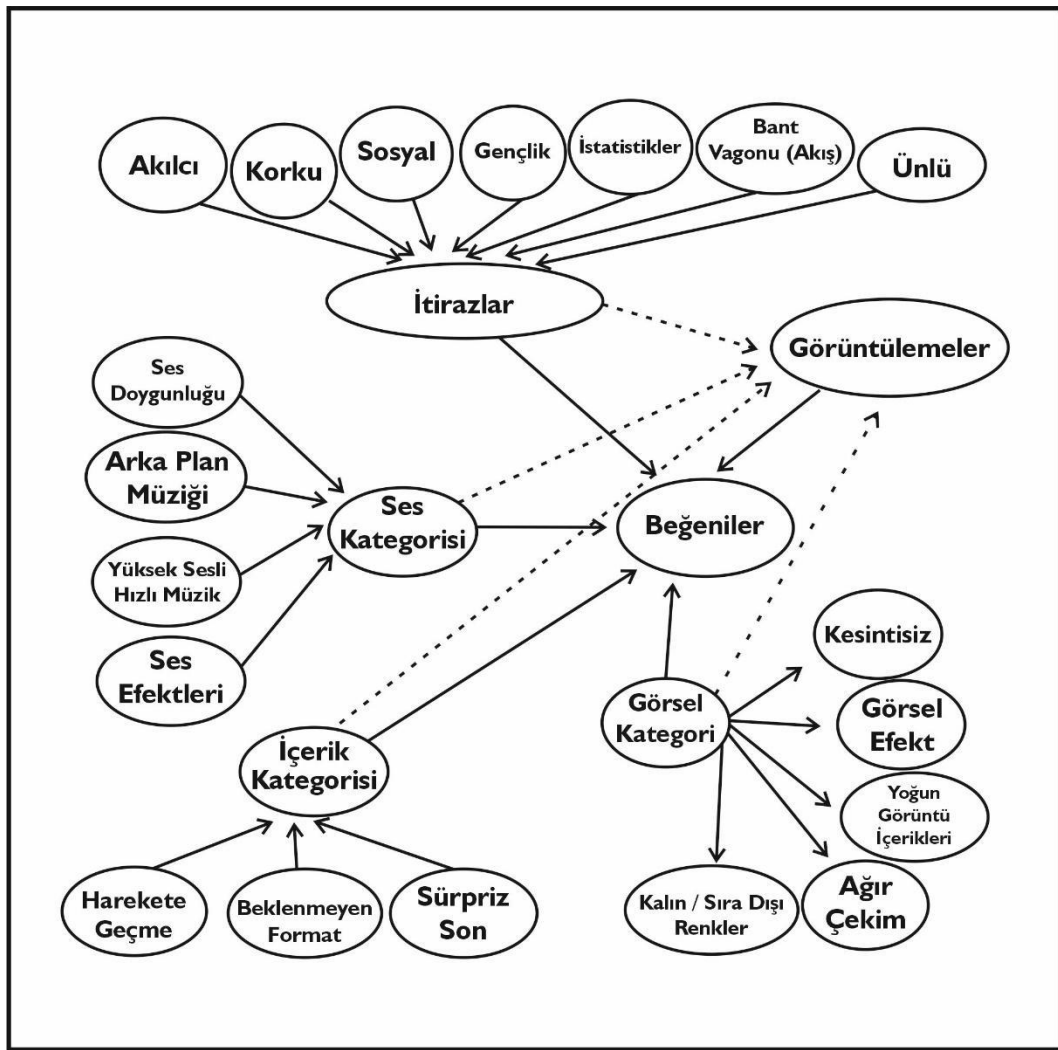 Akılcı
Korku
Sosyal
Gençlik
İstatistikler
Bant
Vagonu (Akış)
Ünlü
İtirazlar
Görüntülemeler
Ses
Doygunluğu
Arka Plan
Müziği
Yüksek Sesli
Hızlı Müzik
Ses
Efektleri
Ses
Kategorisi
Beğeniler
İçerik
Kategorisi
Harekete
Geçme
Beklenmeyen
Format
Sürpriz
Son
Görsel
Kategori
Kesintisiz
Görsel
Efekt
Yoğun
Görüntü
İçerikleri
Ağır
Çekim
Kalın / Sıra Dışı
Renkler